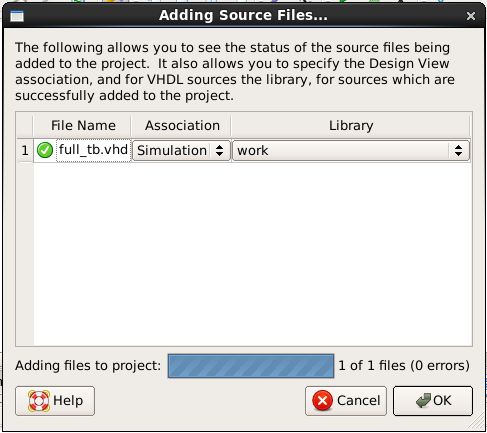 Adding Source Files...
The following allows you to see the status of the source files being
added to the project. It also allows you to specify the Design View
association, and for VHDL sources the library, for sources which are
successfully added to the project.
File Name Association Library
1 full_tb.vhd Simulation work
Adding files to project: 1 of 1 files (0 errors)
Help Cancel OK